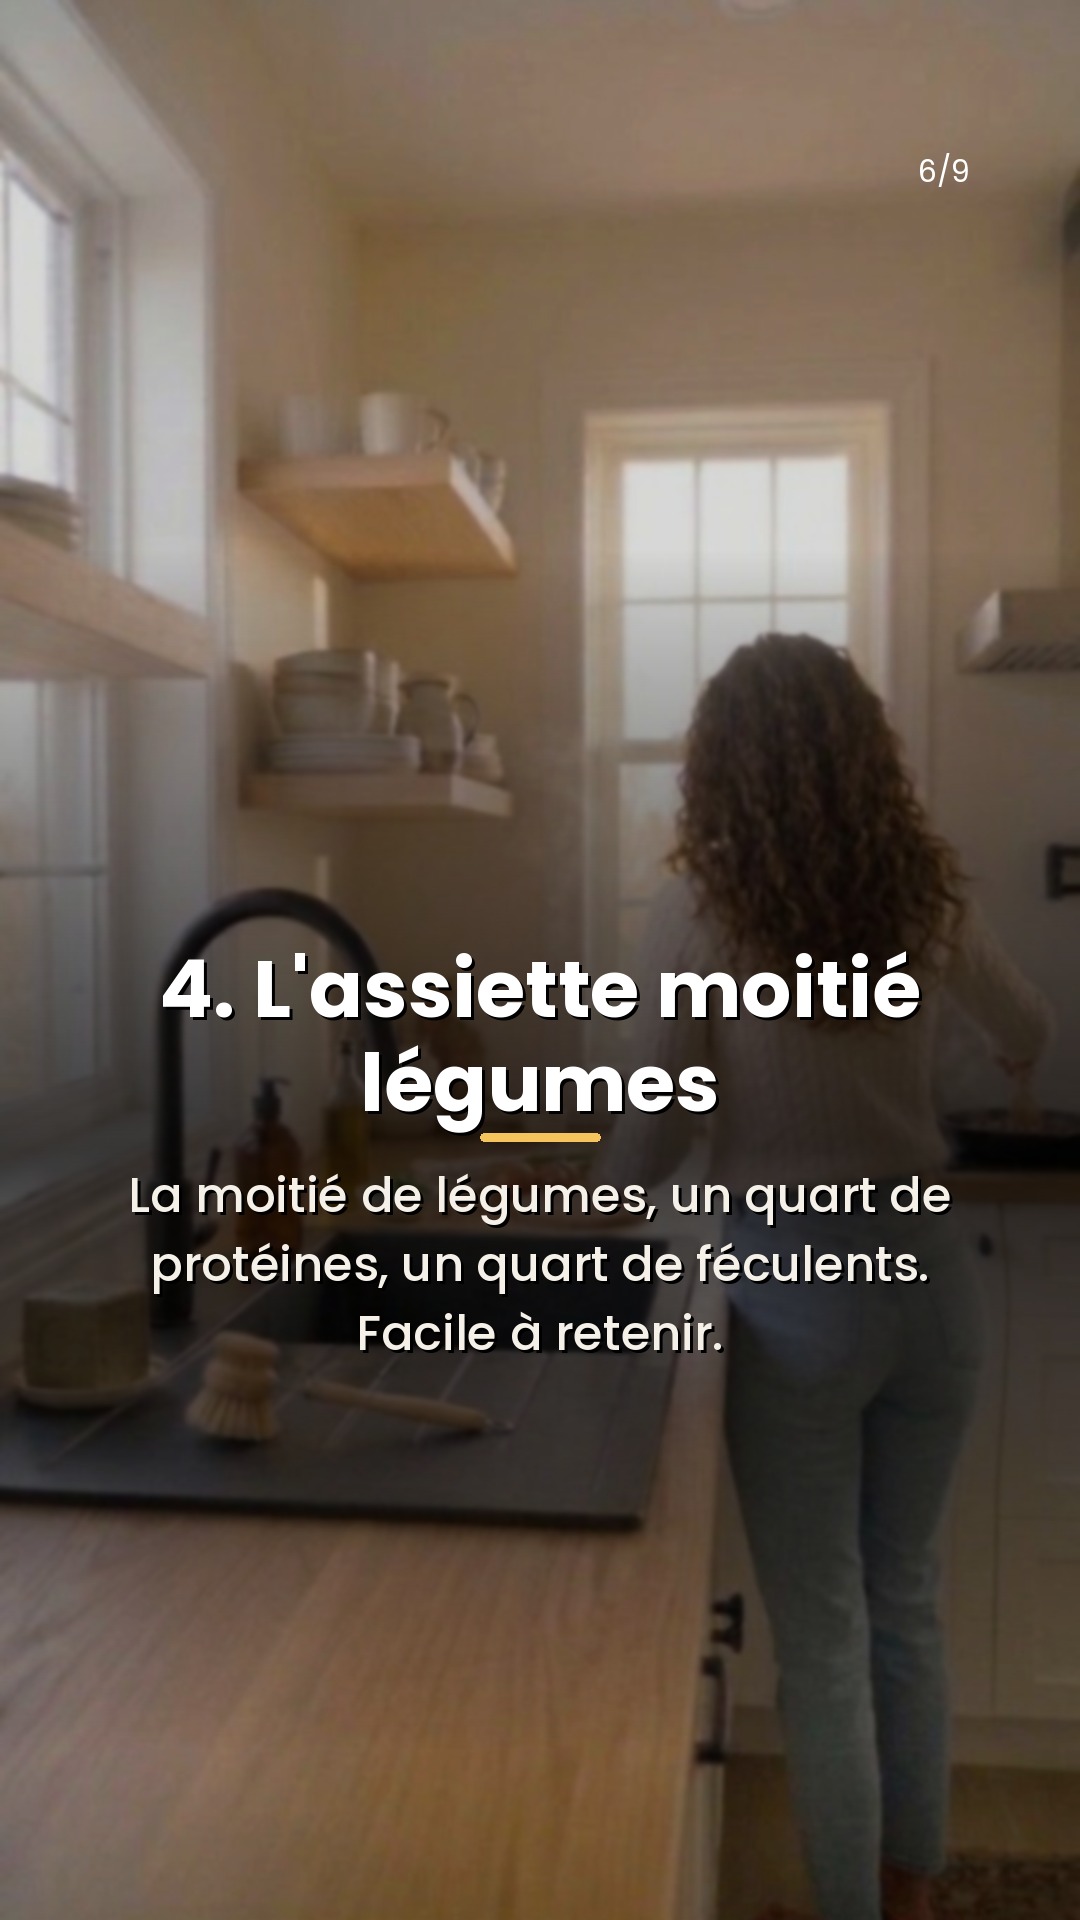 6/9
4. L'assiette moitié
légumes
La moitié de légumes, un quart de
protéines, un quart de féculents.
Facile à retenir.